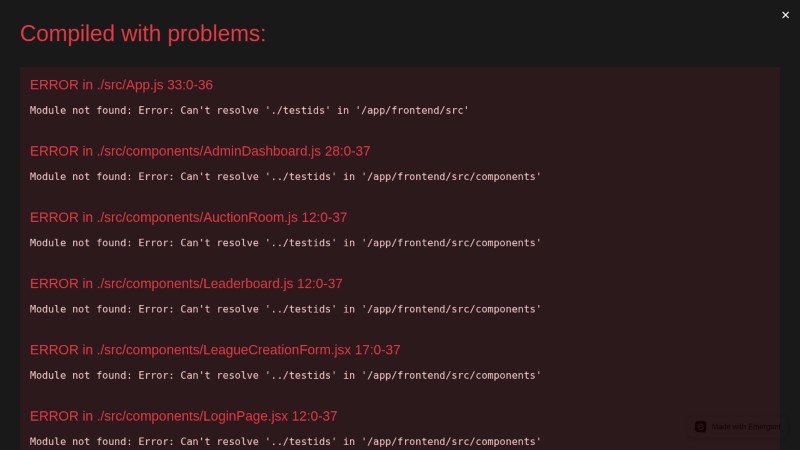 Compiled with problems:
×
ERROR in ./src/App.js 33:0-36
Module not found: Error: Can't resolve './testids' in '/app/frontend/src'
ERROR in ./src/components/AdminDashboard.js 28:0-37
Module not found: Error: Can't resolve '../testids' in '/app/frontend/src/components'
ERROR in ./src/components/AuctionRoom.js 12:0-37
Module not found: Error: Can't resolve '../testids' in '/app/frontend/src/components'
ERROR in ./src/components/Leaderboard.js 12:0-37
Module not found: Error: Can't resolve '../testids' in '/app/frontend/src/components'
ERROR in ./src/components/LeagueCreationForm.jsx 17:0-37
Module not found: Error: Can't resolve '../testids' in '/app/frontend/src/components'
ERROR in ./src/components/LoginPage.jsx 12:0-37
Module not found: Error: Can't resolve '../testids' in '/app/frontend/src/components'
Made with Emergent